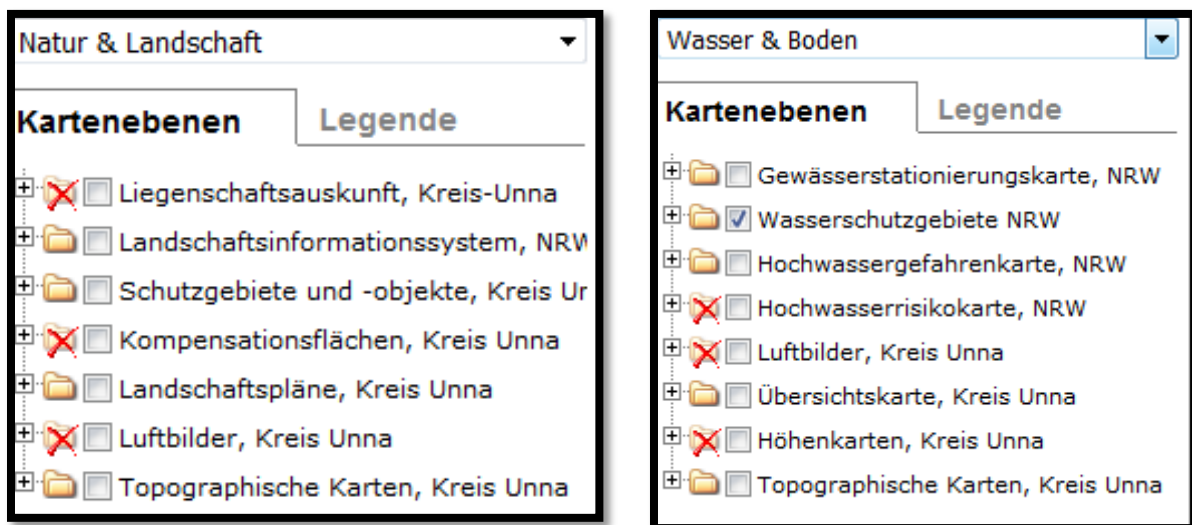 Natur & Landschaft
Kartenebenen
Legende
Liegenschaftsauskunft, Kreis-Unna
Landschaftsinformationssystem, NRW
Schutzgebiete und -objekte, Kreis Ur
Kompensationsflächen, Kreis Unna
Landschaftspläne, Kreis Unna
Luftbilder, Kreis Unna
Topographische Karten, Kreis Unna
Wasser & Boden
Kartenebenen
Legende
Gewässerstationierungskarte, NRW
Wasserschutzgebiete NRW
Hochwassergefahrenkarte, NRW
Hochwasserrisikokarte, NRW
Luftbilder, Kreis Unna
Übersichtskarte, Kreis Unna
Höhenkarten, Kreis Unna
Topographische Karten, Kreis Unna